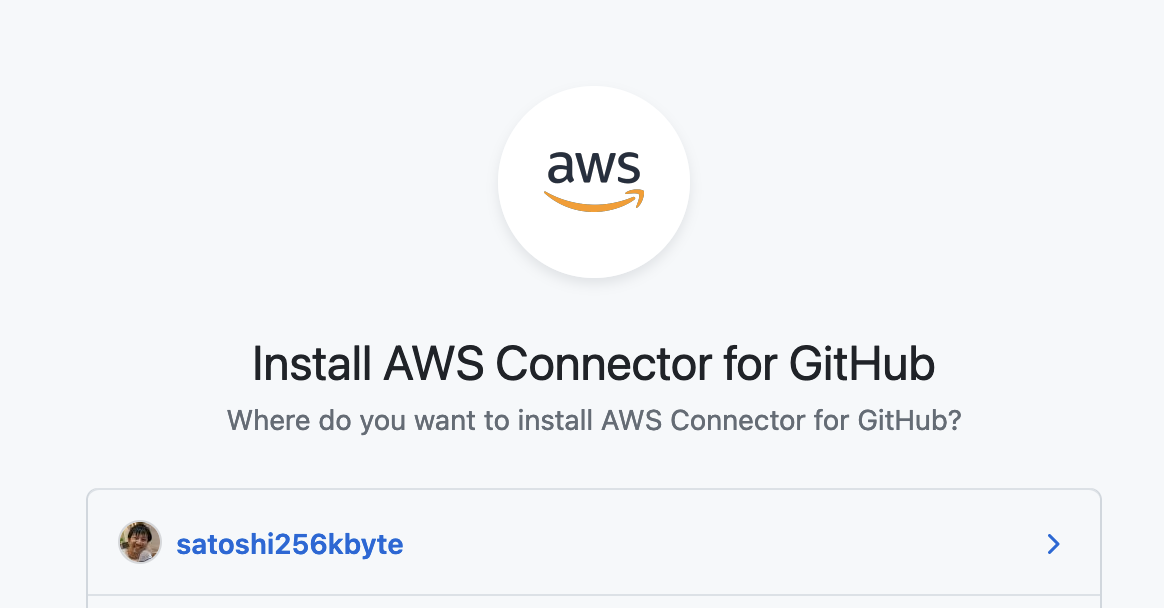 aws
Install AWS Connector for GitHub
Where do you want to install AWS Connector for GitHub?
satoshi256kbyte